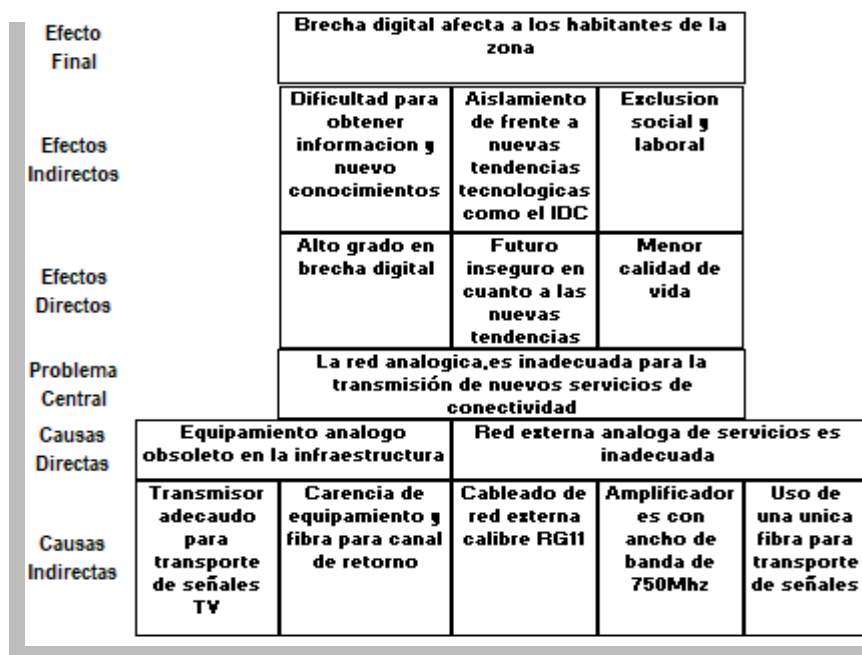 Efecto
Final
Brecha digital afecta a los habitantes de la
zona
Efectos
Indirectos
Dificultad para
obtener
informacion y
nuevo
conocimientos
Aislamiento
de frente a
nuevas
tendencias
tecnologicas
como el IDC
Exclusion
social y
laboral
Efectos
Directos
Alto grado en
brecha digital
Futuro
inseguro en
cuanto a las
nuevas
tendencias
Menor
calidad de
vida
Problema
Central
La red analogica,es inadecuada para la
transmisión de nuevos servicios de
conectividad
Causas
Directas
Equipamiento analogo
obsoleto en la infraestructura
Red externa analoga de servicios es
inadecuada
Causas
Indirectas
Transmisor
adecaudo
para
transporte
de señales
TV
Carencia de
equipamiento y
fibra para canal
de retorno
Cableado de
red externa
calibre RG11
Amplificador
es con
ancho de
banda de
750Mhz
Uso de
una unica
fibra para
transporte
de señales